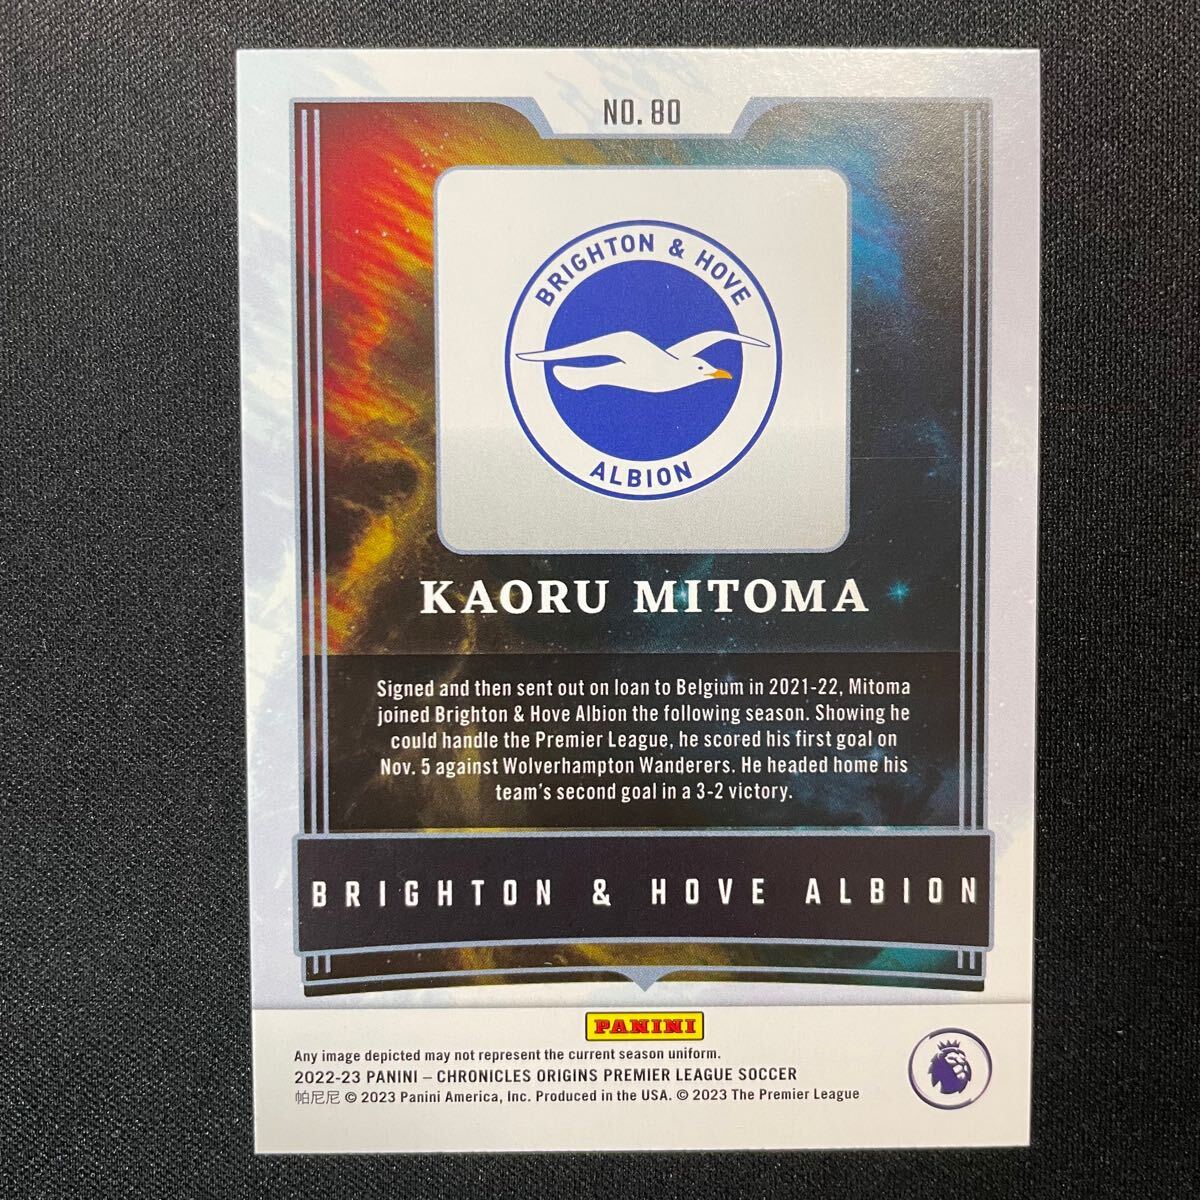 NO. 80
BRIGHTON & HOVE
ALBION
KAORU MITOMA
Signed and then sent out on loan to Belgium in 2021-22, Mitoma
joined Brighton & Hove Albion the following season. Showing he
could handle the Premier League, he scored his first goal on
Nov. 5 against Wolverhampton Wanderers. He headed home his
team's second goal in a 3-2 victory.
BRIGHTON & HOVE ALBION
PANINI
Any image depicted may not represent the current season uniform.
2022-23 PANINI – CHRONICLES ORIGINS PREMIER LEAGUE SOCCER
帕尼尼 © 2023 Panini America, Inc. Produced in the USA. © 2023 The Premier League